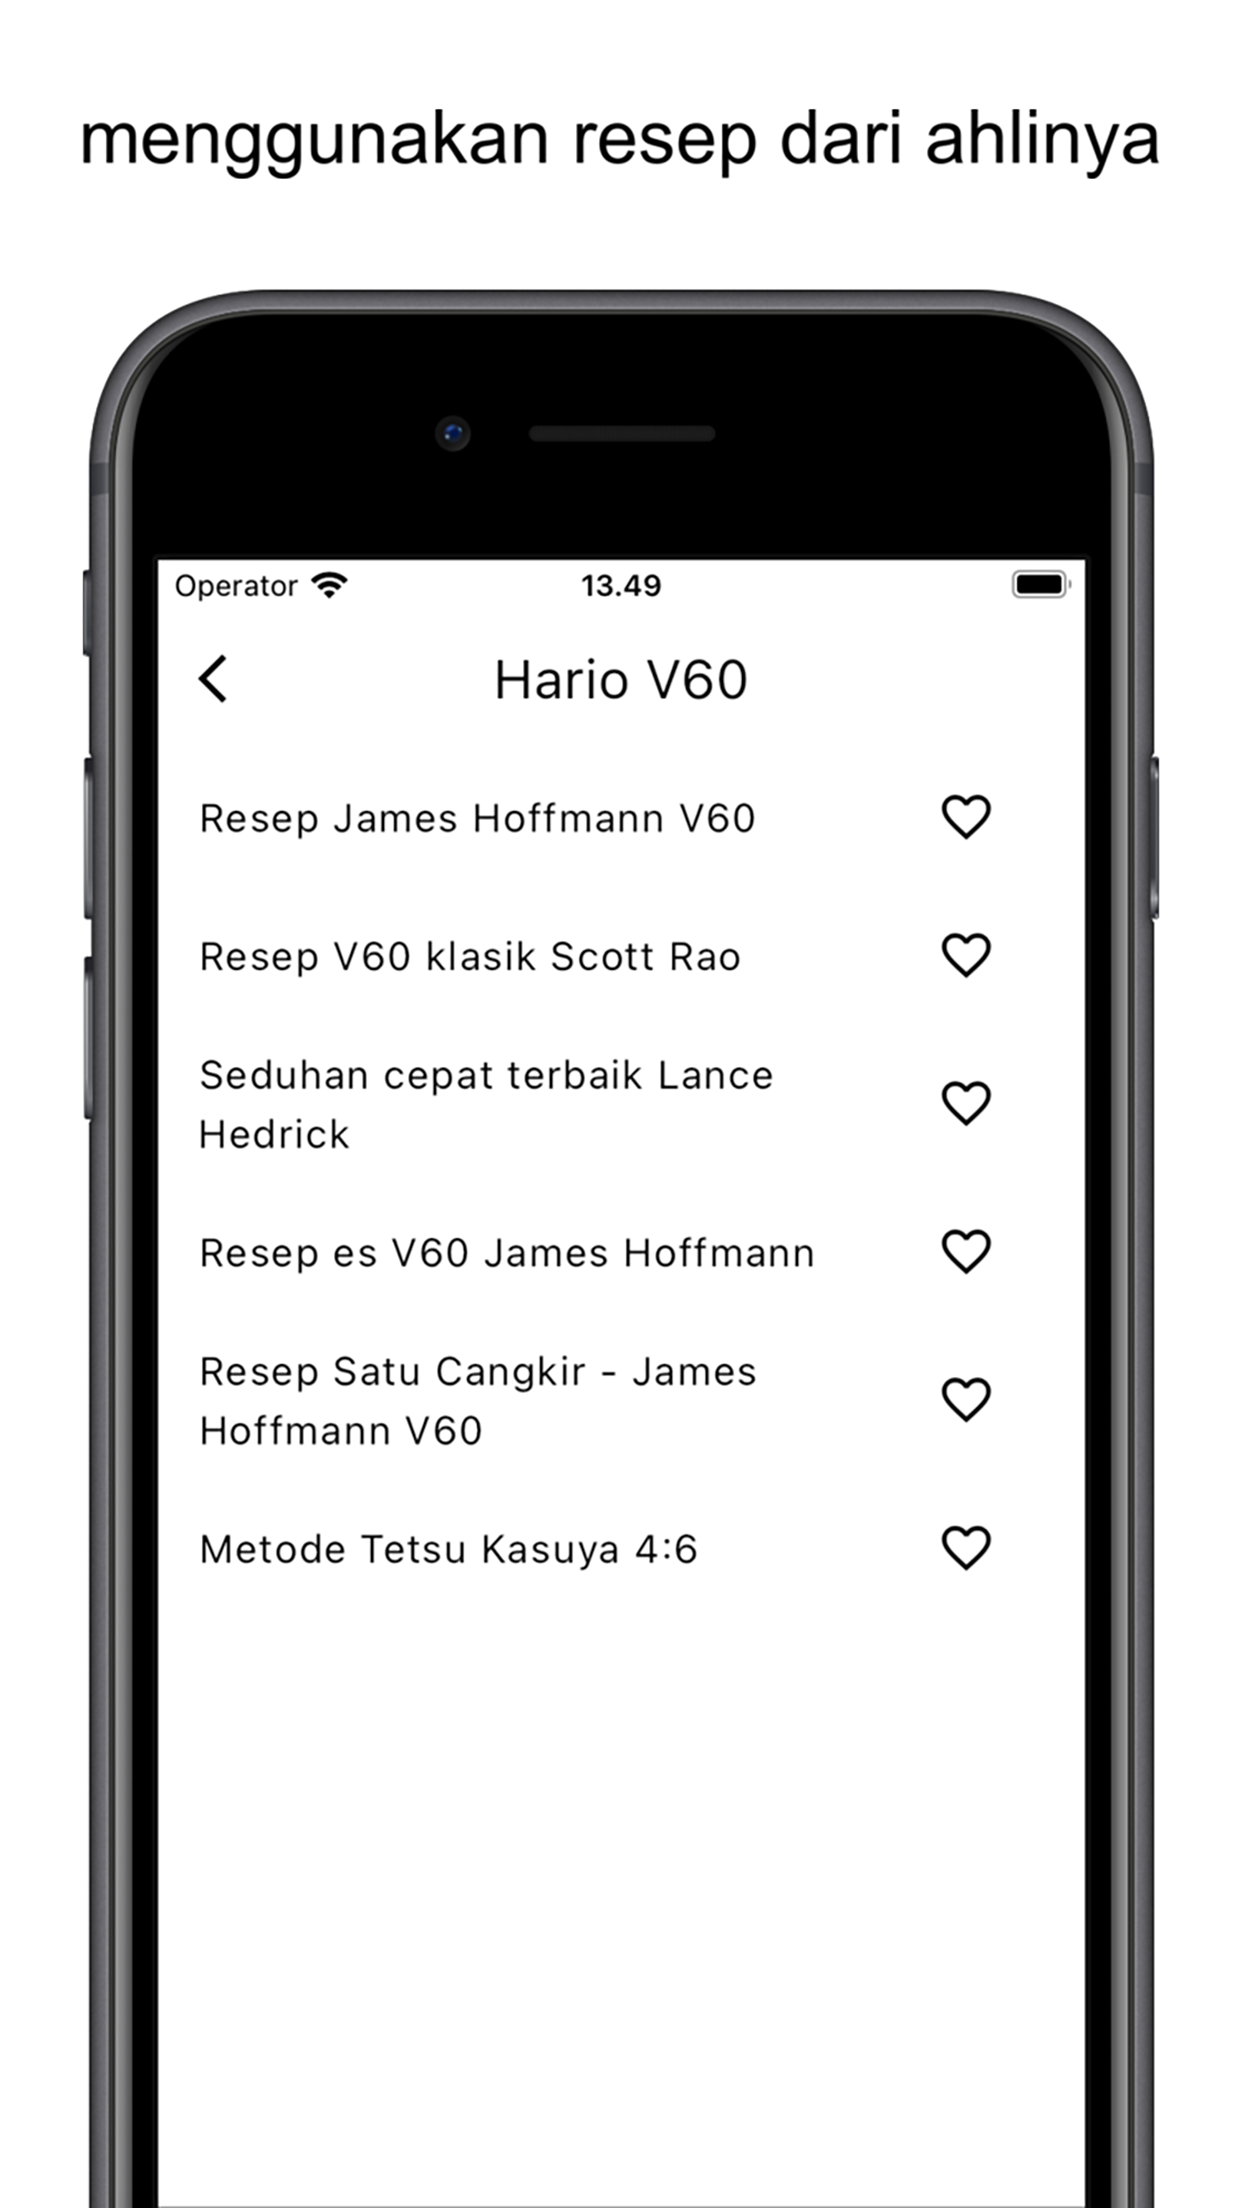 menggunakan resep dari ahlinya
Operator 13.49
Hario V60
Resep James Hoffmann V60
Resep V60 klasik Scott Rao
Seduhan cepat terbaik Lance
Hedrick
Resep es V60 James Hoffmann
Resep Satu Cangkir - James
Hoffmann V60
Metode Tetsu Kasuya 4:6